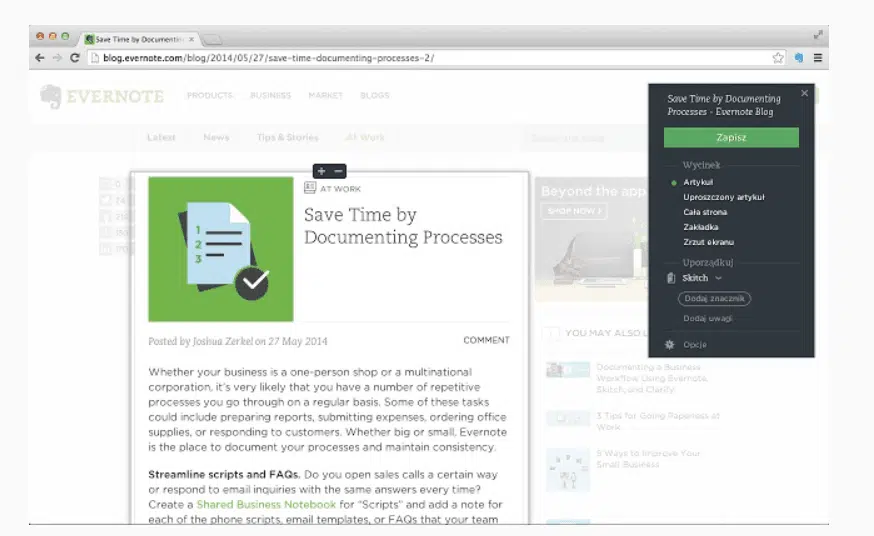 Save Time by Documentin
blog.evernote.com/blog/2014/05/27/save-time-documenting-processes-2/
EVERNOTE
PRODUCTS BUSINESS MARKET BLOGS
Latest News Tips & Stories At Work
Save Time by Documenting
Processes - Evernote Blog
Zapisz
Wycinek
Artykuł
Uproszczony artykuł
Cała strona
Zakładka
Zrzut ekranu
Uporządkuj
Skitch
Dodaj znacznik
Dodaj uwagi
Opcje
AT WORK
Save Time by
Documenting Processes
1
2
3
Posted by Joshua Zerkel on 27 May 2014
COMMENT
Whether your business is a one-person shop or a multinational
corporation, it's very likely that you have a number of repetitive
processes you go through on a regular basis. Some of these tasks
could include preparing reports, submitting expenses, ordering office
supplies, or responding to customers. Whether big or small, Evernote
is the place to document your processes and maintain consistency.
Streamline scripts and FAQs. Do you open sales calls a certain way
or respond to email inquiries with the same answers every time?
Create a Shared Business Notebook for "Scripts" and add a note for
each of the phone scripts, email templates, or FAQs that your team
Beyond the app
SHOP NOW
YOU MAY ALSO L
Documenting a Business
Workflow Using Evernote,
Skitch, and Clarify
3 Tips for Going Paperless at
Work
5 Ways to Improve Your
Small Business